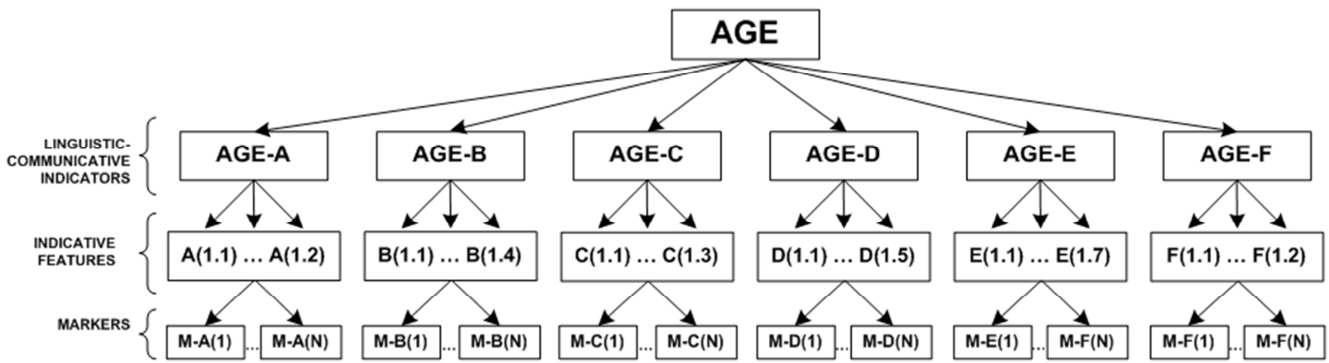 AGE
LINGUISTIC-
COMMUNICATIVE
INDICATORS
AGE-A AGE-B AGE-C AGE-D AGE-E AGE-F
INDICATIVE
FEATURES
A(1.1) ... A(1.2) B(1.1) ... B(1.4) C(1.1) ... C(1.3) D(1.1) ... D(1.5) E(1.1) ... E(1.7) F(1.1) ... F(1.2)
MARKERS
M-A(1) ... M-A(N) M-B(1) ... M-B(N) M-C(1) ... M-C(N) M-D(1) ... M-D(N) M-E(1) ... M-F(N) M-F(1) ... M-F(N)